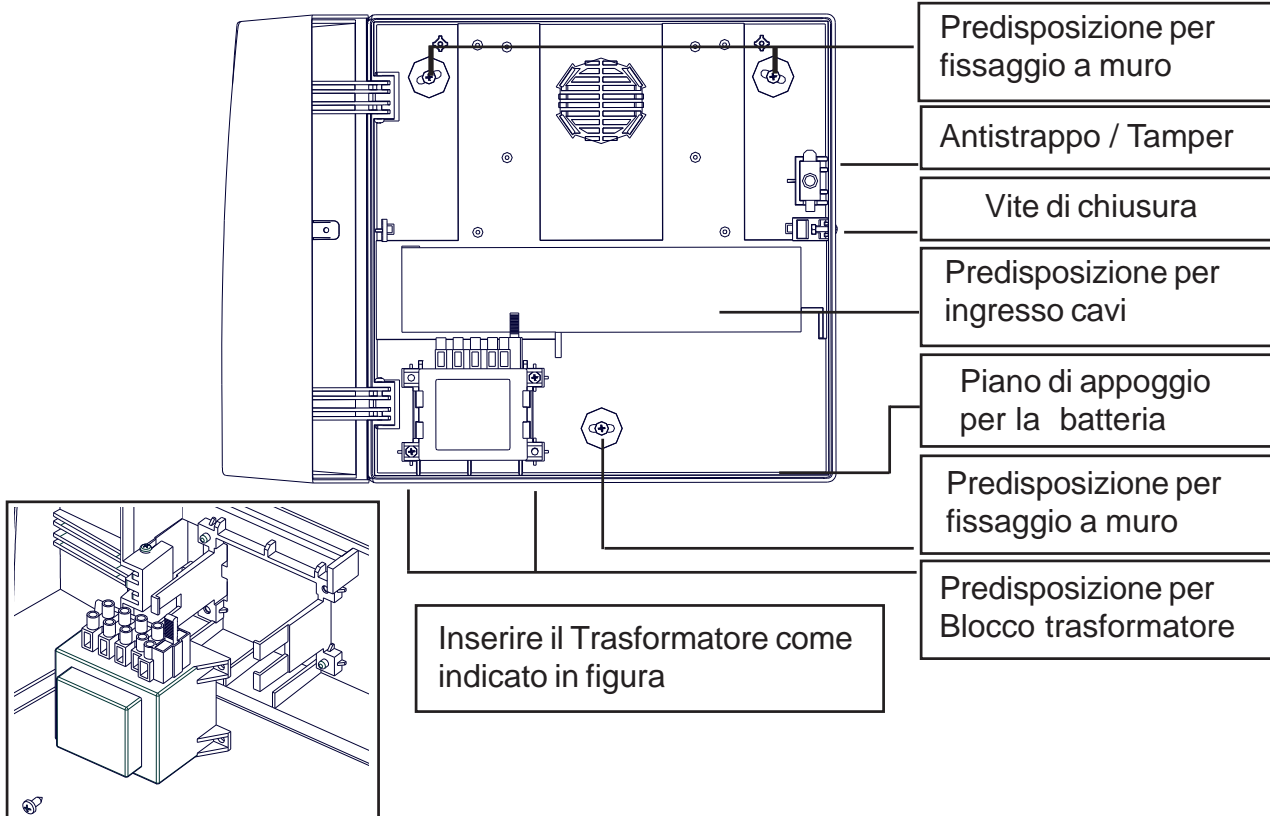 Predisposizione per
fissaggio a muro
Antistrappo / Tamper
Vite di chiusura
Predisposizione per
ingresso cavi
Piano di appoggio
per la batteria
Predisposizione per
fissaggio a muro
Predisposizione per
Blocco trasformatore
Inserire il Trasformatore come
indicato in figura